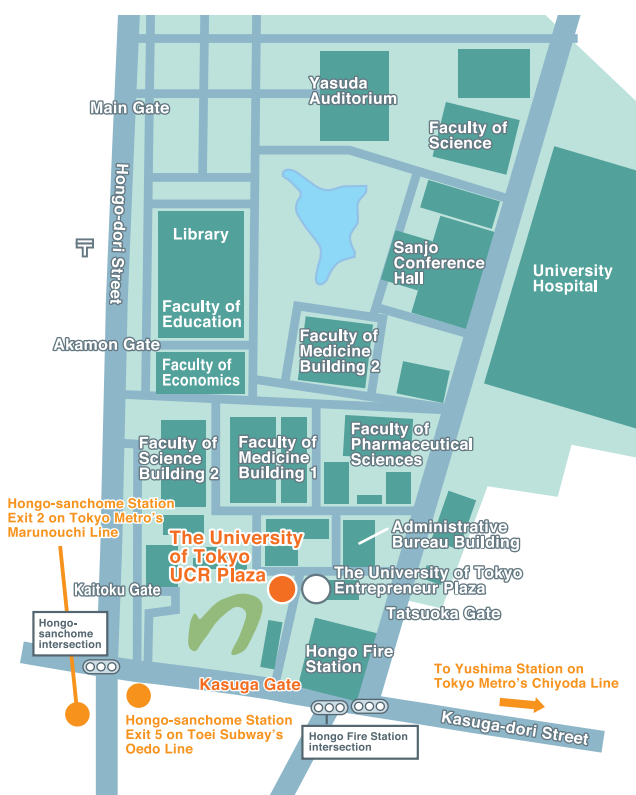 Yasuda
Auditorium
Main Gate
Faculty of
Science
Hongo-dori Street
Library
Sanjo
Conference
Hall
University
Hospital
Faculty of
Education
Akamon Gate
Faculty of
Medicine
Building 2
Faculty of
Economics
Faculty of
Science
Building 2
Faculty of
Medicine
Building 1
Faculty of
Pharmaceutical
Sciences
Hongo-sanchome Station
Exit 2 on Tokyo Metro's
Marunouchi Line
The University
of Tokyo
UCR Plaza
Administrative
Bureau Building
The University of Tokyo
Entrepreneur Plaza
Kaitoku Gate
Tatsuoka Gate
Hongo-
sanchome
intersection
Hongo Fire
Station
Kasuga Gate
To Yushima Station on
Tokyo Metro's Chiyoda Line
Hongo-sanchome Station
Exit 5 on Toei Subway's
Oedo Line
Hongo Fire Station
intersection
Kasuga-dori Street